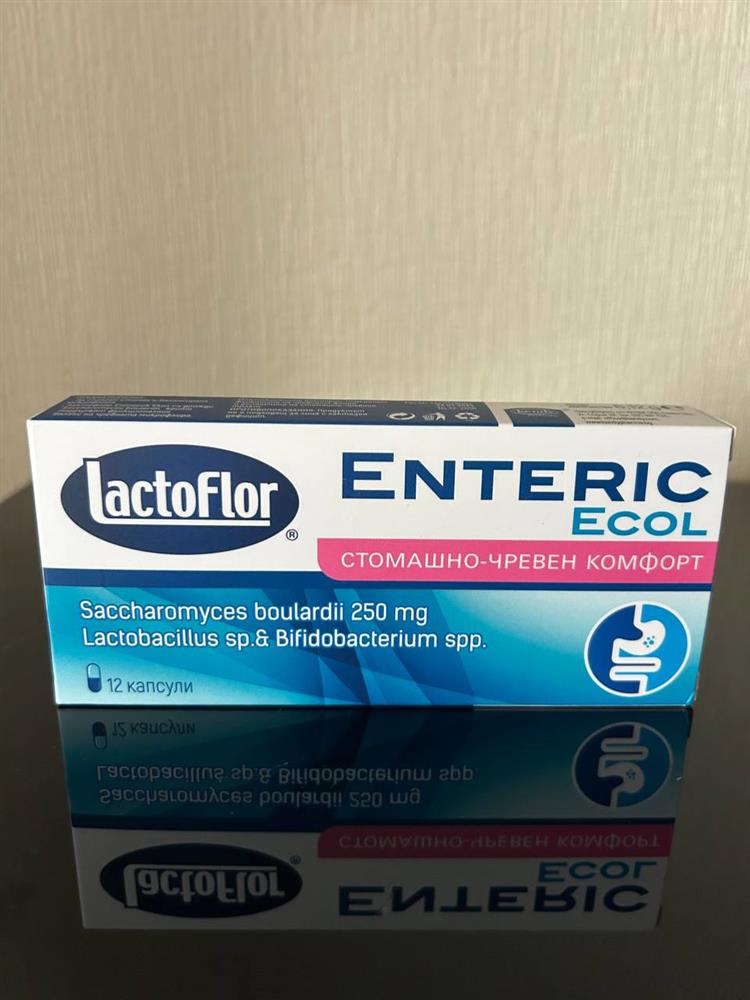 LactoFlor
®
ENTERIC
ECOL
СТОМАШНО-ЧРЕВЕН КОМФОРТ
Saccharomyces boulardii 250 mg
Lactobacillus sp.& Bifidobacterium spp.
12 капсули